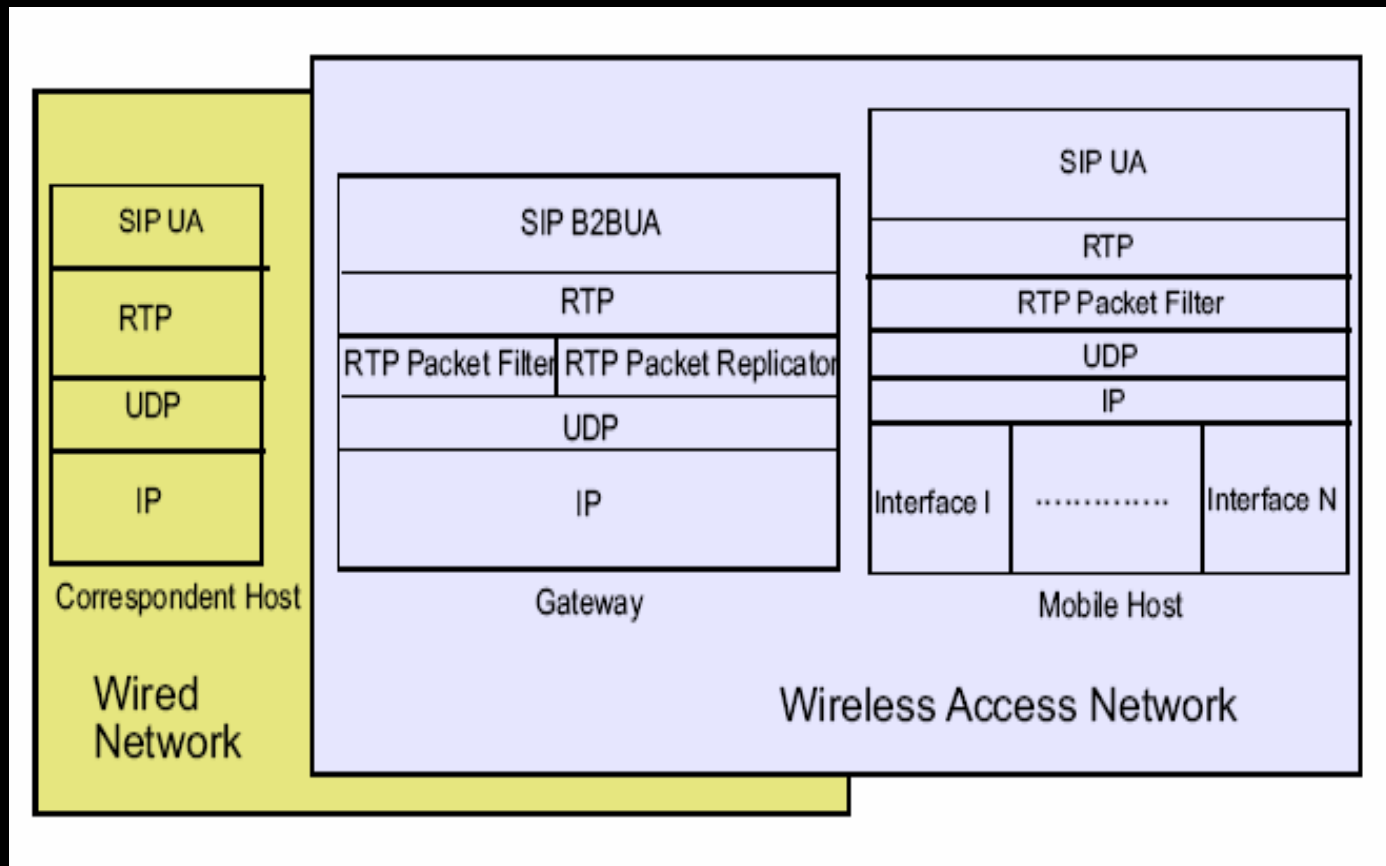 SIP UA
RTP
UDP
IP
Correspondent Host
Wired
Network
SIP B2BUA
RTP
RTP Packet Filter
RTP Packet Replicator
UDP
IP
Gateway
SIP UA
RTP
RTP Packet Filter
UDP
IP
Interface I
..............
Interface N
Mobile Host
Wireless Access Network